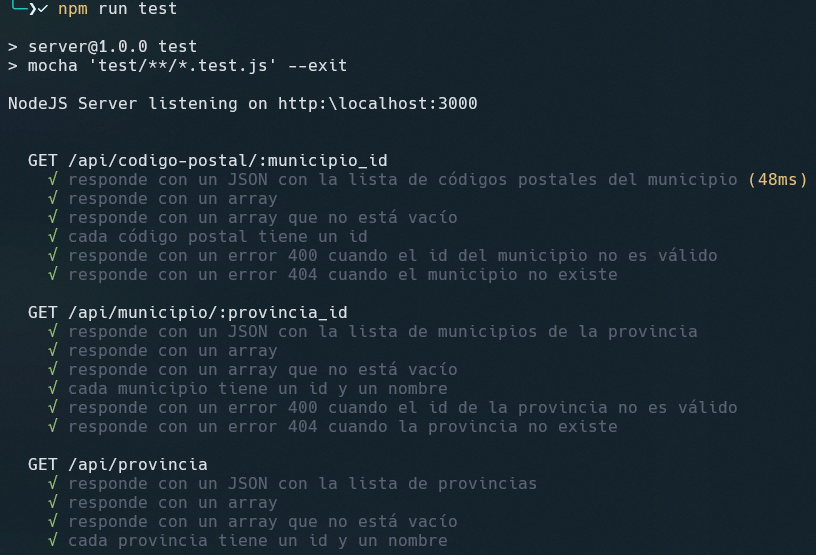 ╰─❯✓ npm run test
> server@1.0.0 test
> mocha 'test/**/*.test.js' --exit
NodeJS Server listening on http:\localhost:3000
GET /api/codigo-postal/:municipio_id
√ responde con un JSON con la lista de códigos postales del municipio (48ms)
√ responde con un array
√ responde con un array que no está vacío
√ cada código postal tiene un id
√ responde con un error 400 cuando el id del municipio no es válido
√ responde con un error 404 cuando el municipio no existe
GET /api/municipio/:provincia_id
√ responde con un JSON con la lista de municipios de la provincia
√ responde con un array
√ responde con un array que no está vacío
√ cada municipio tiene un id y un nombre
√ responde con un error 400 cuando el id de la provincia no es válido
√ responde con un error 404 cuando la provincia no existe
GET /api/provincia
√ responde con un JSON con la lista de provincias
√ responde con un array
√ responde con un array que no está vacío
√ cada provincia tiene un id y un nombre